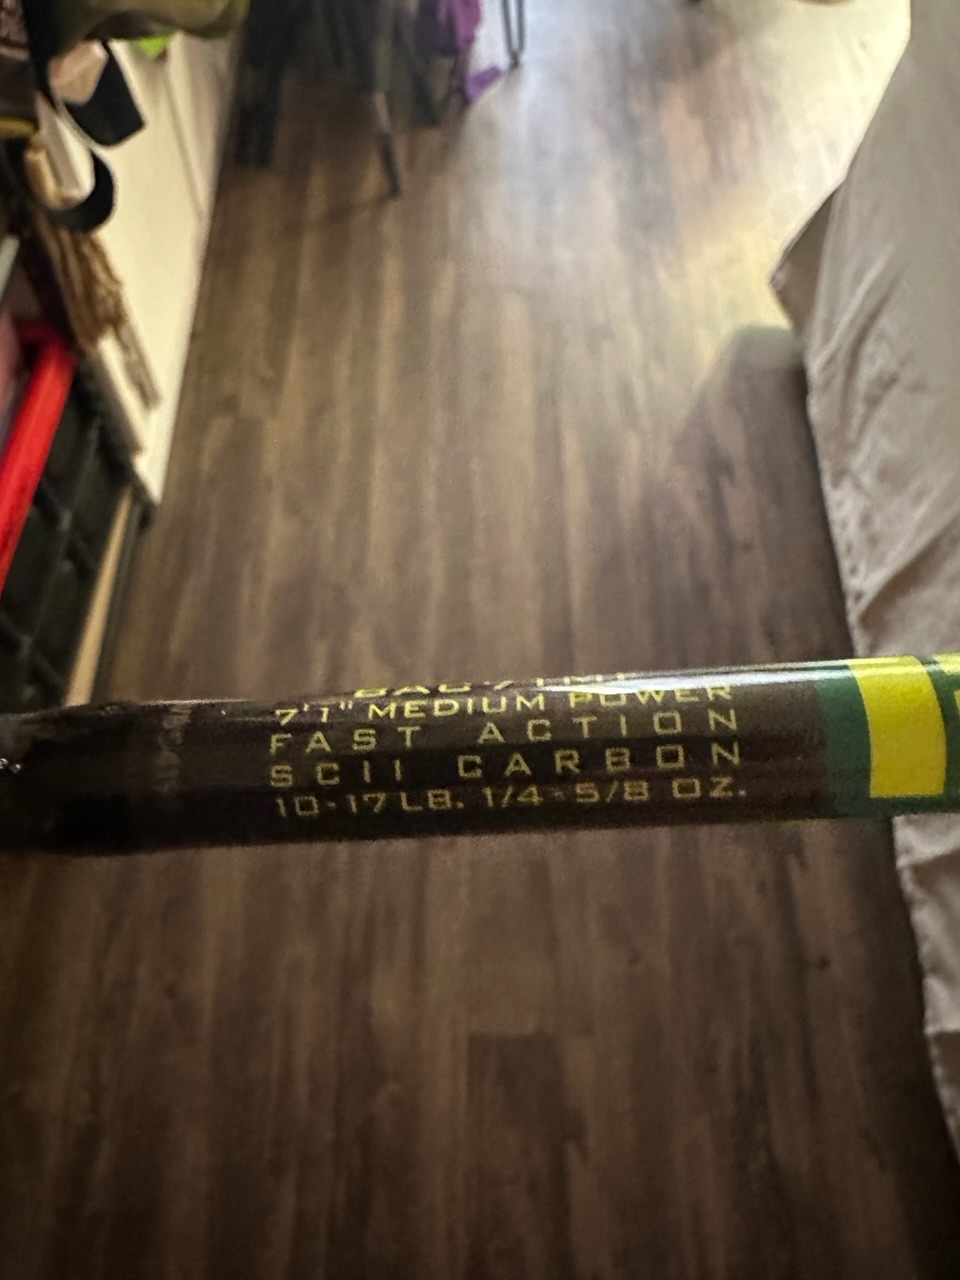 7'1" MEDIUM POWER
FAST ACTION
SCII CARBON
10-17 LB. 1/4-5/8 OZ.